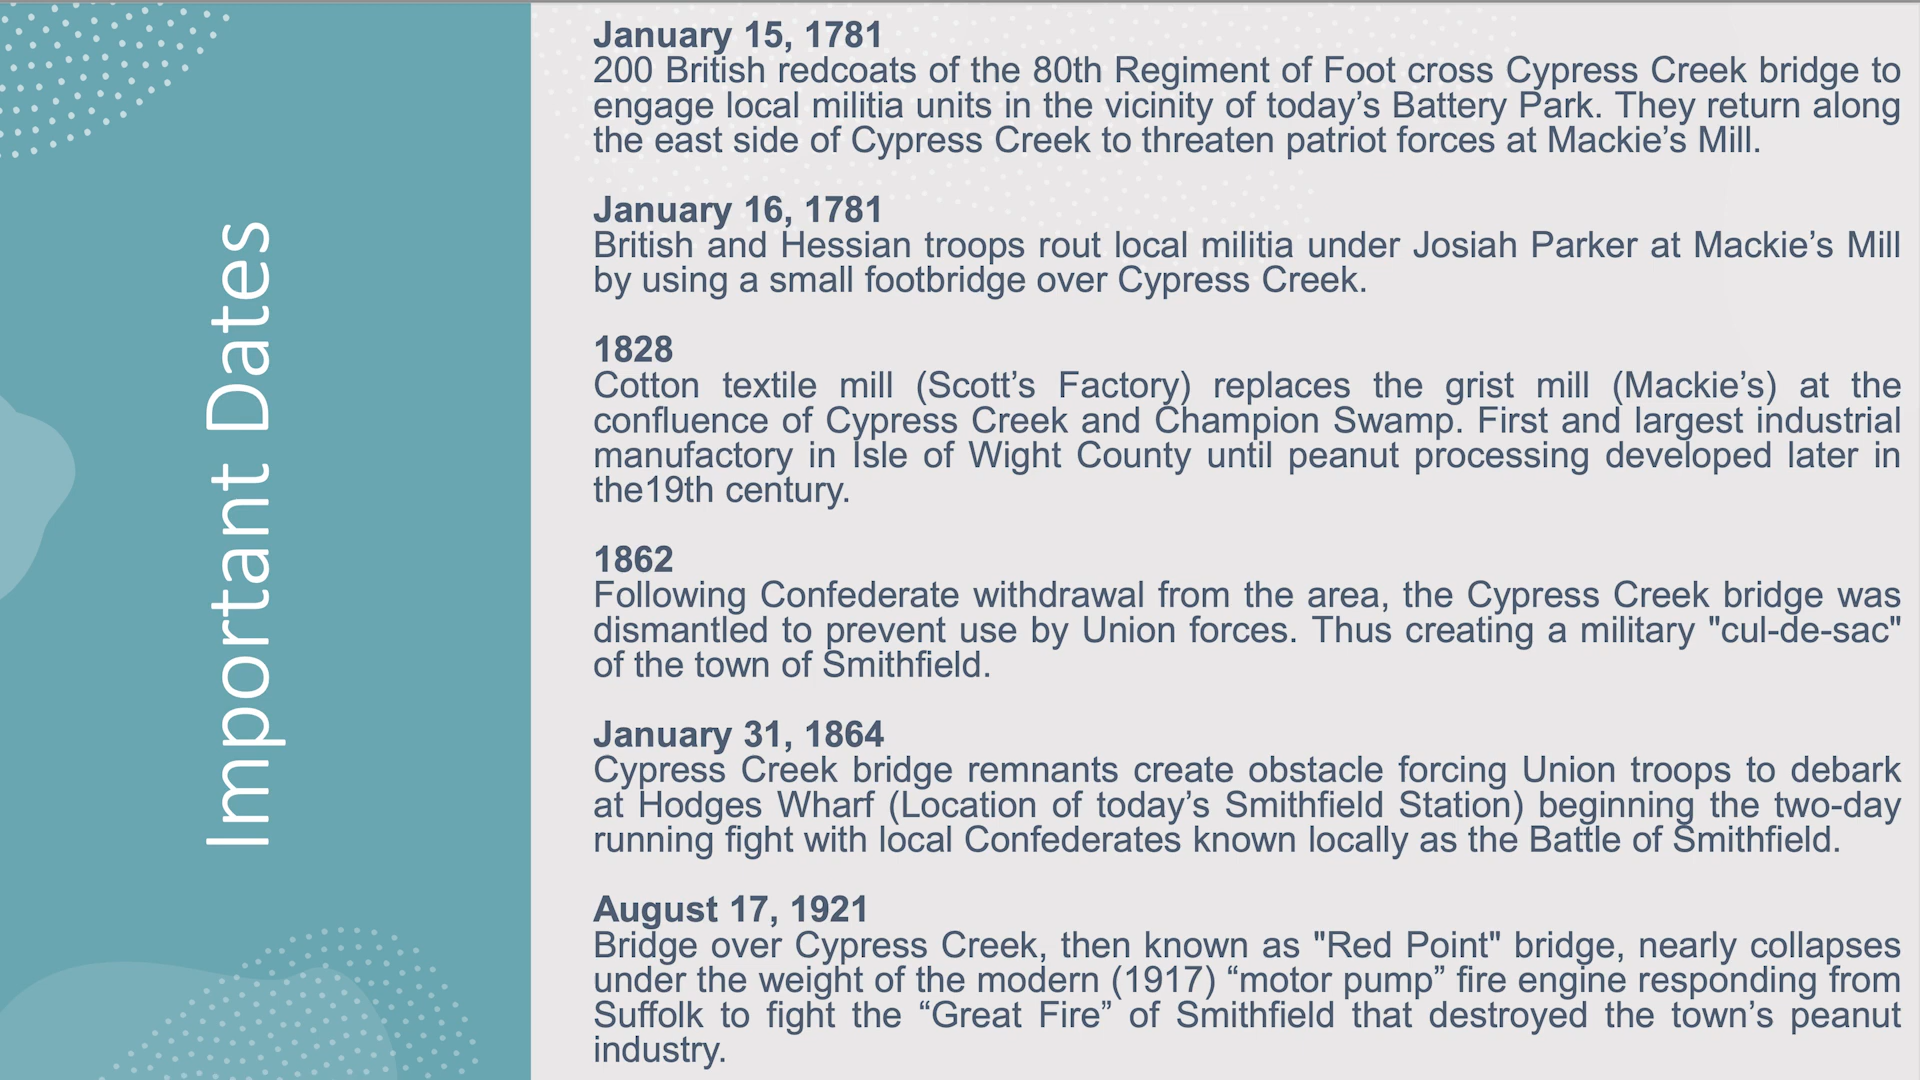 Important Dates
January 15, 1781
200 British redcoats of the 80th Regiment of Foot cross Cypress Creek bridge to
engage local militia units in the vicinity of today’s Battery Park. They return along
the east side of Cypress Creek to threaten patriot forces at Mackie’s Mill.
January 16, 1781
British and Hessian troops rout local militia under Josiah Parker at Mackie’s Mill
by using a small footbridge over Cypress Creek.
1828
Cotton textile mill (Scott’s Factory) replaces the grist mill (Mackie’s) at the
confluence of Cypress Creek and Champion Swamp. First and largest industrial
manufactory in Isle of Wight County until peanut processing developed later in
the19th century.
1862
Following Confederate withdrawal from the area, the Cypress Creek bridge was
dismantled to prevent use by Union forces. Thus creating a military "cul-de-sac"
of the town of Smithfield.
January 31, 1864
Cypress Creek bridge remnants create obstacle forcing Union troops to debark
at Hodges Wharf (Location of today’s Smithfield Station) beginning the two-day
running fight with local Confederates known locally as the Battle of Smithfield.
August 17, 1921
Bridge over Cypress Creek, then known as "Red Point" bridge, nearly collapses
under the weight of the modern (1917) “motor pump” fire engine responding from
Suffolk to fight the “Great Fire” of Smithfield that destroyed the town’s peanut
industry.